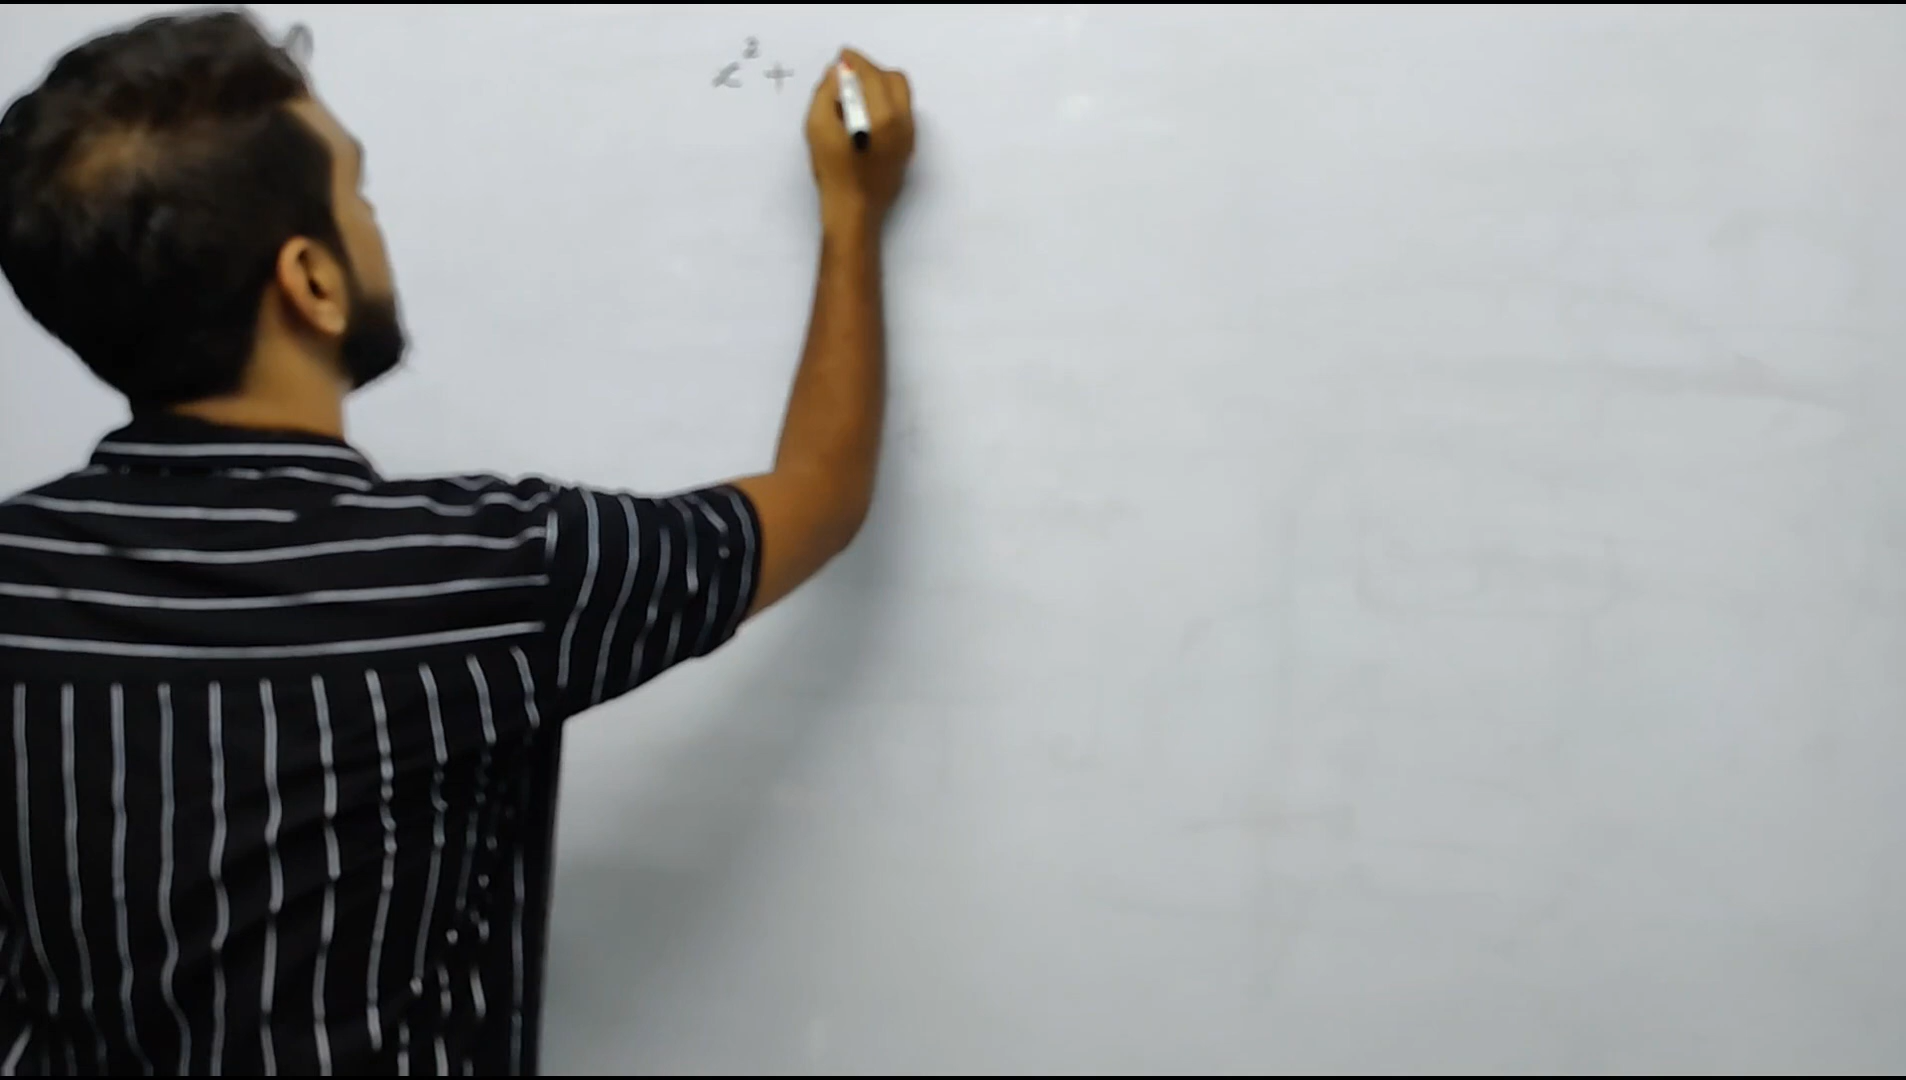 x² +